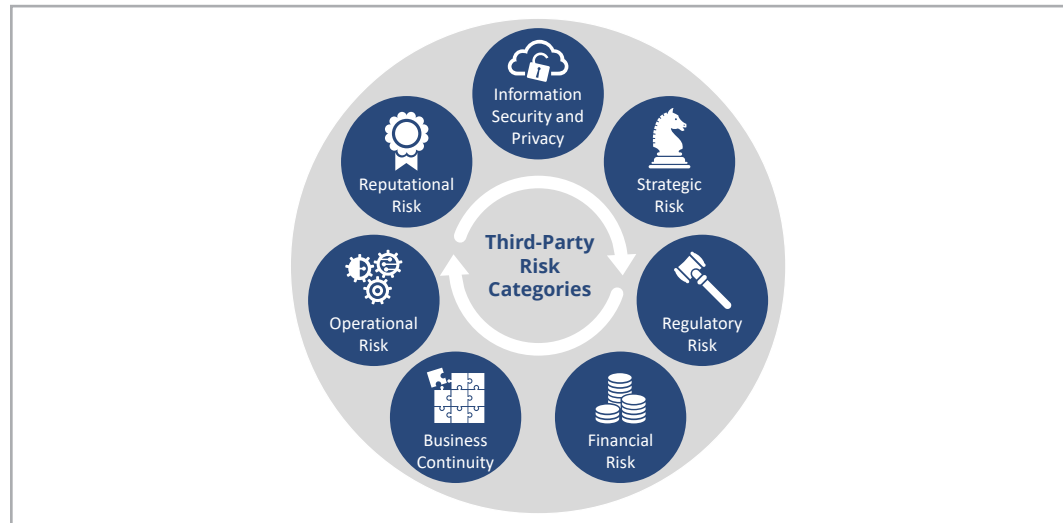 Information
Security and
Privacy
Strategic
Risk
Regulatory
Risk
Financial
Risk
Business
Continuity
Operational
Risk
Reputational
Risk
Third-Party
Risk
Categories